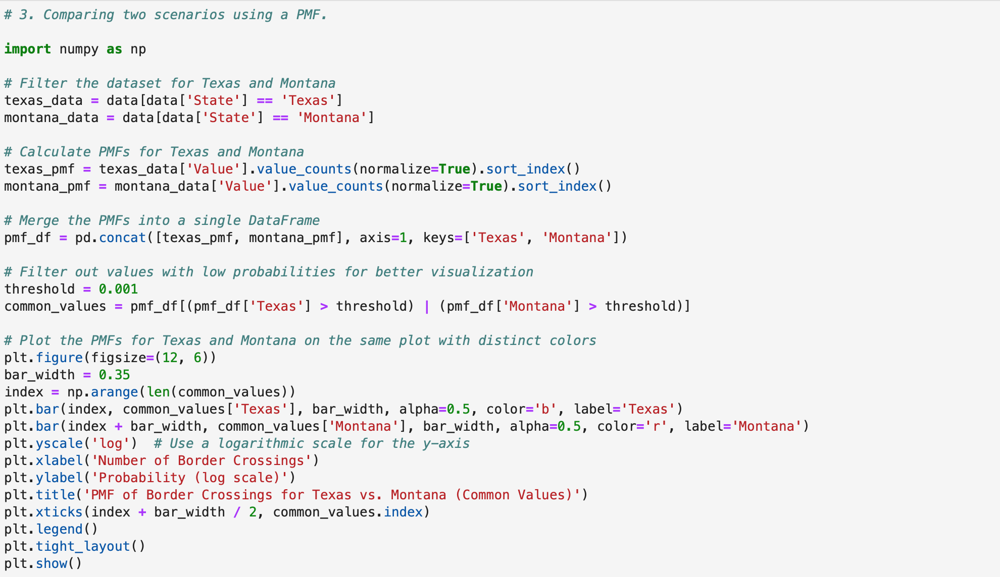 # 3. Comparing two scenarios using a PMF.
import numpy as np
# Filter the dataset for Texas and Montana
texas_data = data[data['State'] == 'Texas']
montana_data = data[data['State'] == 'Montana']
# Calculate PMFs for Texas and Montana
texas_pmf = texas_data['Value'].value_counts(normalize=True).sort_index()
montana_pmf = montana_data['Value'].value_counts(normalize=True).sort_index()
# Merge the PMFs into a single DataFrame
pmf_df = pd.concat([texas_pmf, montana_pmf], axis=1, keys=['Texas', 'Montana'])
# Filter out values with low probabilities for better visualization
threshold = 0.001
common_values = pmf_df[(pmf_df['Texas'] > threshold) | (pmf_df['Montana'] > threshold)]
# Plot the PMFs for Texas and Montana on the same plot with distinct colors
plt.figure(figsize=(12, 6))
bar_width = 0.35
index = np.arange(len(common_values))
plt.bar(index, common_values['Texas'], bar_width, alpha=0.5, color='b', label='Texas')
plt.bar(index + bar_width, common_values['Montana'], bar_width, alpha=0.5, color='r', label='Montana')
plt.yscale('log')  # Use a logarithmic scale for the y-axis
plt.xlabel('Number of Border Crossings')
plt.ylabel('Probability (log scale)')
plt.title('PMF of Border Crossings for Texas vs. Montana (Common Values)')
plt.xticks(index + bar_width / 2, common_values.index)
plt.legend()
plt.tight_layout()
plt.show()